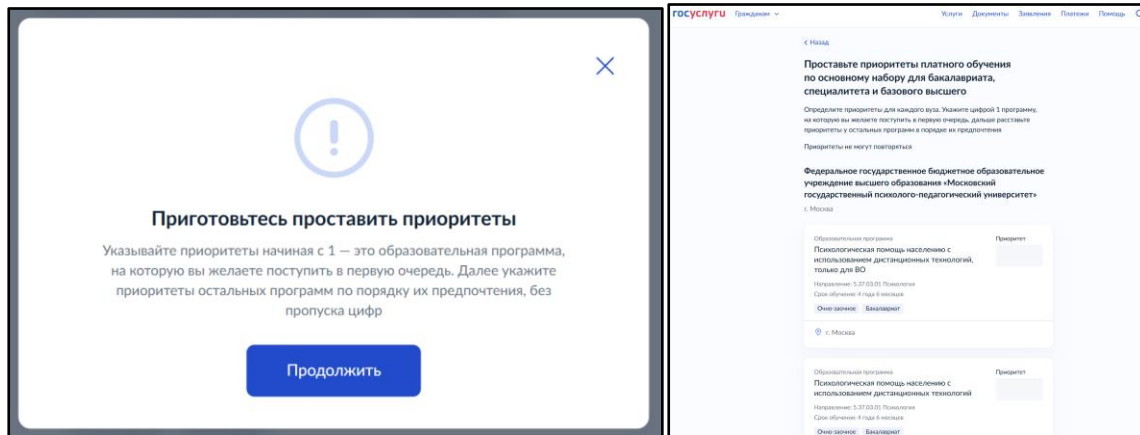 Приготовьтесь проставить приоритеты
Указывайте приоритеты начиная с 1 — это образовательная программа,
на которую вы желаете поступить в первую очередь. Далее укажите
приоритеты остальных программ по порядку их предпочтения, без
пропуска цифр
Продолжить
госуслуги Гражданам Услуги Документы Заявления Платежи Помощь
Назад
Проставьте приоритеты платного обучения
по основному набору для бакалавриата,
специалитета и базового высшего
Определите приоритеты для каждого вуза. Укажите цифрой 1 программу,
на которую вы желаете поступить в первую очередь, дальше расставьте
приоритеты у остальных программ в порядке их предпочтения
Приоритеты не могут повторяться
Федеральное государственное бюджетное образовательное
учреждение высшего образования «Московский
государственный психолого-педагогический университет»
г. Москва
Образовательная программа Приоритет
Психологическая помощь населению с
использованием дистанционных технологий,
только для ВО
Направление: 5.37.03.01 Психология
Срок обучения: 4 года 6 месяцев
Очно-заочное Бакалавриат
г. Москва
Образовательная программа Приоритет
Психологическая помощь населению с
использованием дистанционных технологий
Направление: 5.37.03.01 Психология
Срок обучения: 4 года 6 месяцев
Очно-заочное Бакалавриат